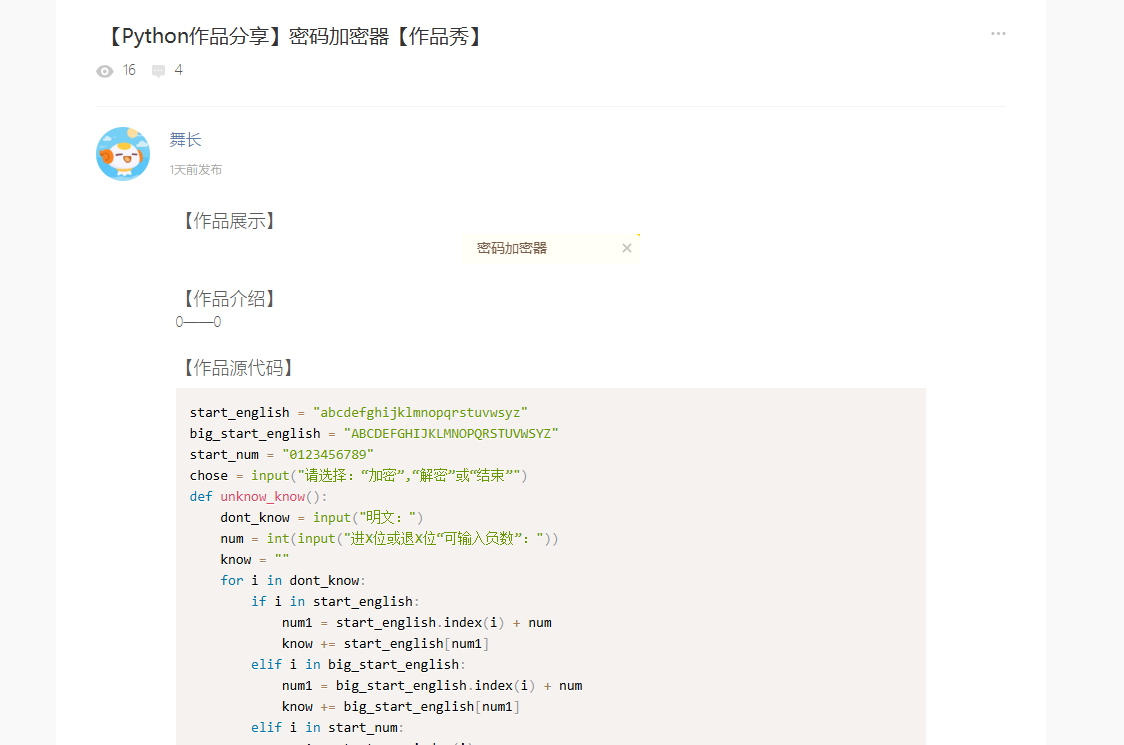 【Python作品分享】密码加密器【作品秀】
16 4
舞长
1天前发布
【作品展示】
密码加密器 ×
【作品介绍】
0——0
【作品源代码】
start_english = "abcdefghijklmnopqrstuvwsyz"
big_start_english = "ABCDEFGHIJKLMNOPQRSTUVWSYZ"
start_num = "0123456789"
chose = input("请选择：“加密”,“解密”或“结束”")
def unknow_know():
    dont_know = input("明文：")
    num = int(input("进X位或退X位“可输入负数”："))
    know = ""
    for i in dont_know:
        if i in start_english:
            num1 = start_english.index(i) + num
            know += start_english[num1]
        elif i in big_start_english:
            num1 = big_start_english.index(i) + num
            know += big_start_english[num1]
        elif i in start_num: